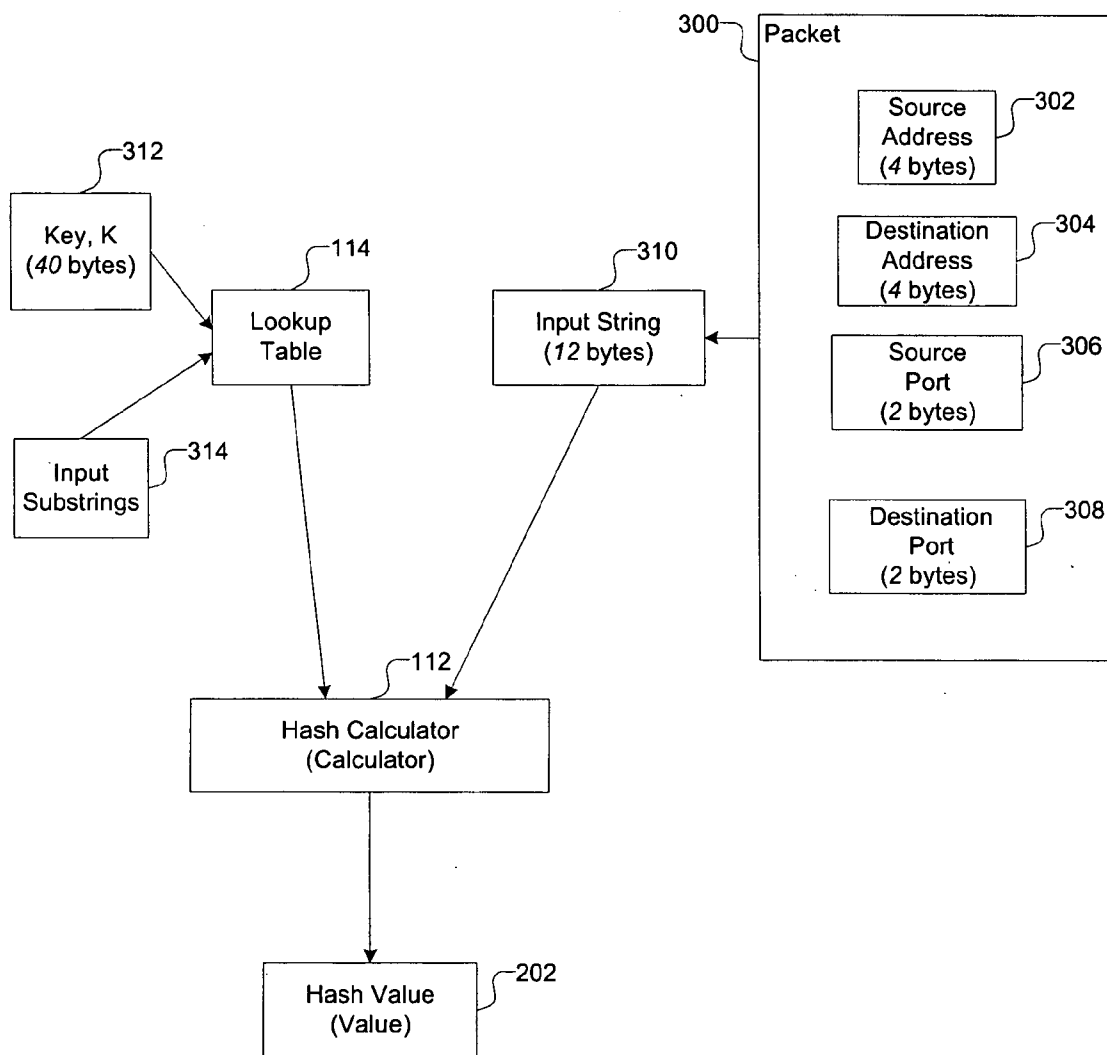 300
Packet
302
Source
Address
(4 bytes)
312
Key, K
(40 bytes)
304
Destination
Address
(4 bytes)
114
Lookup
Table
310
Input String
(12 bytes)
306
Source
Port
(2 bytes)
314
Input
Substrings
308
Destination
Port
(2 bytes)
112
Hash Calculator
(Calculator)
202
Hash Value
(Value)